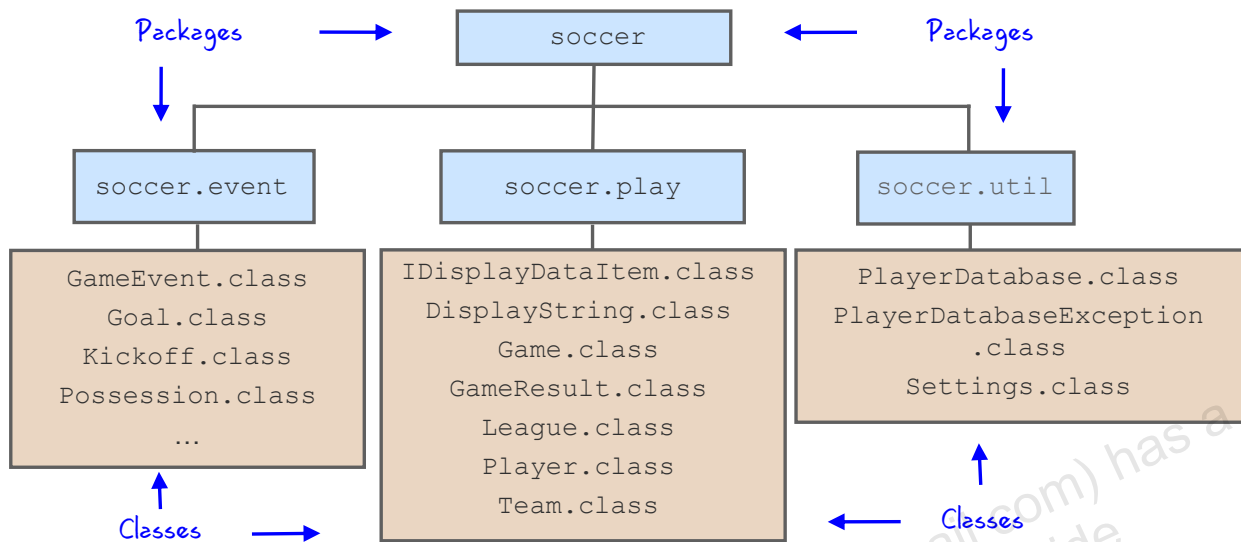 Packages
soccer
Packages
soccer.event
soccer.play
soccer.util
GameEvent.class
Goal.class
Kickoff.class
Possession.class
...
IDisplayDataItem.class
DisplayString.class
Game.class
GameResult.class
League.class
Player.class
Team.class
PlayerDatabase.class
PlayerDatabaseException
.class
Settings.class
Classes
Classes
com) has a